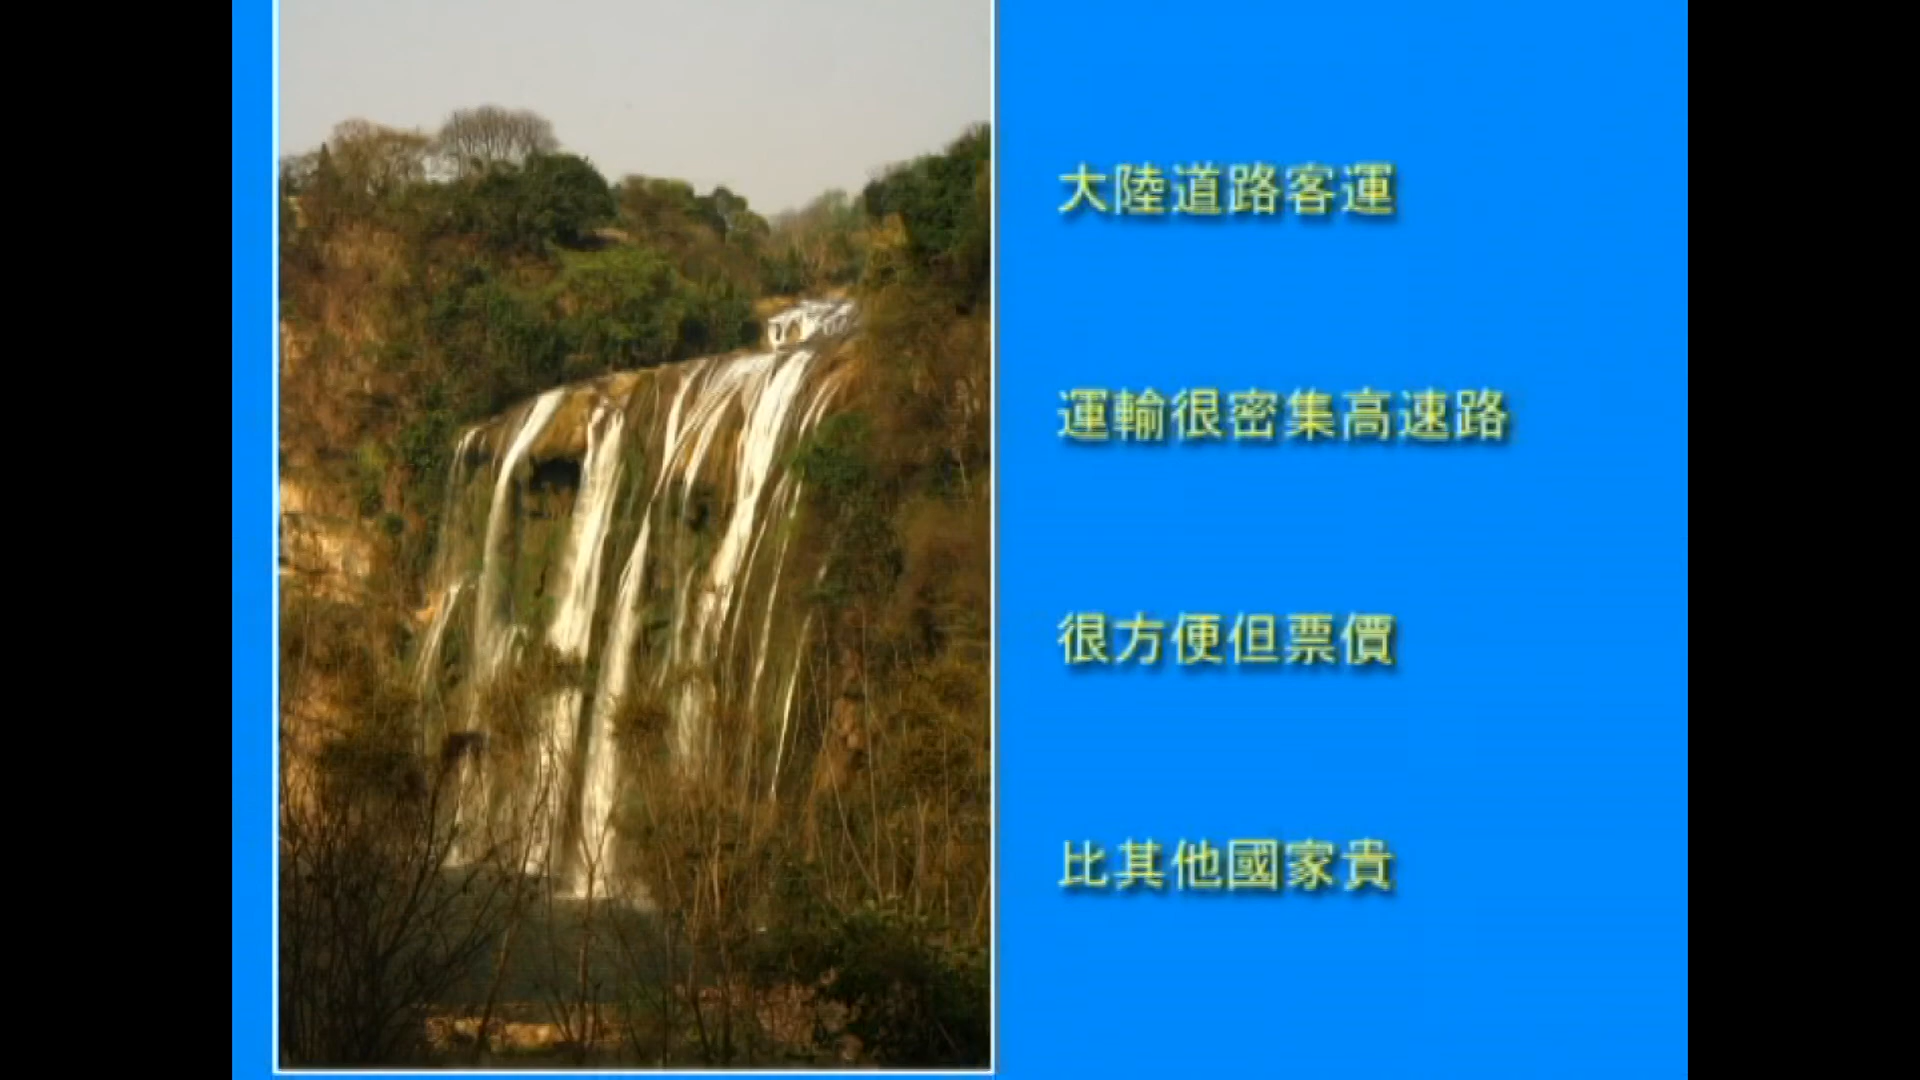 大陸道路客運
運輸很密集高速路
很方便但票價
比其他國家貴